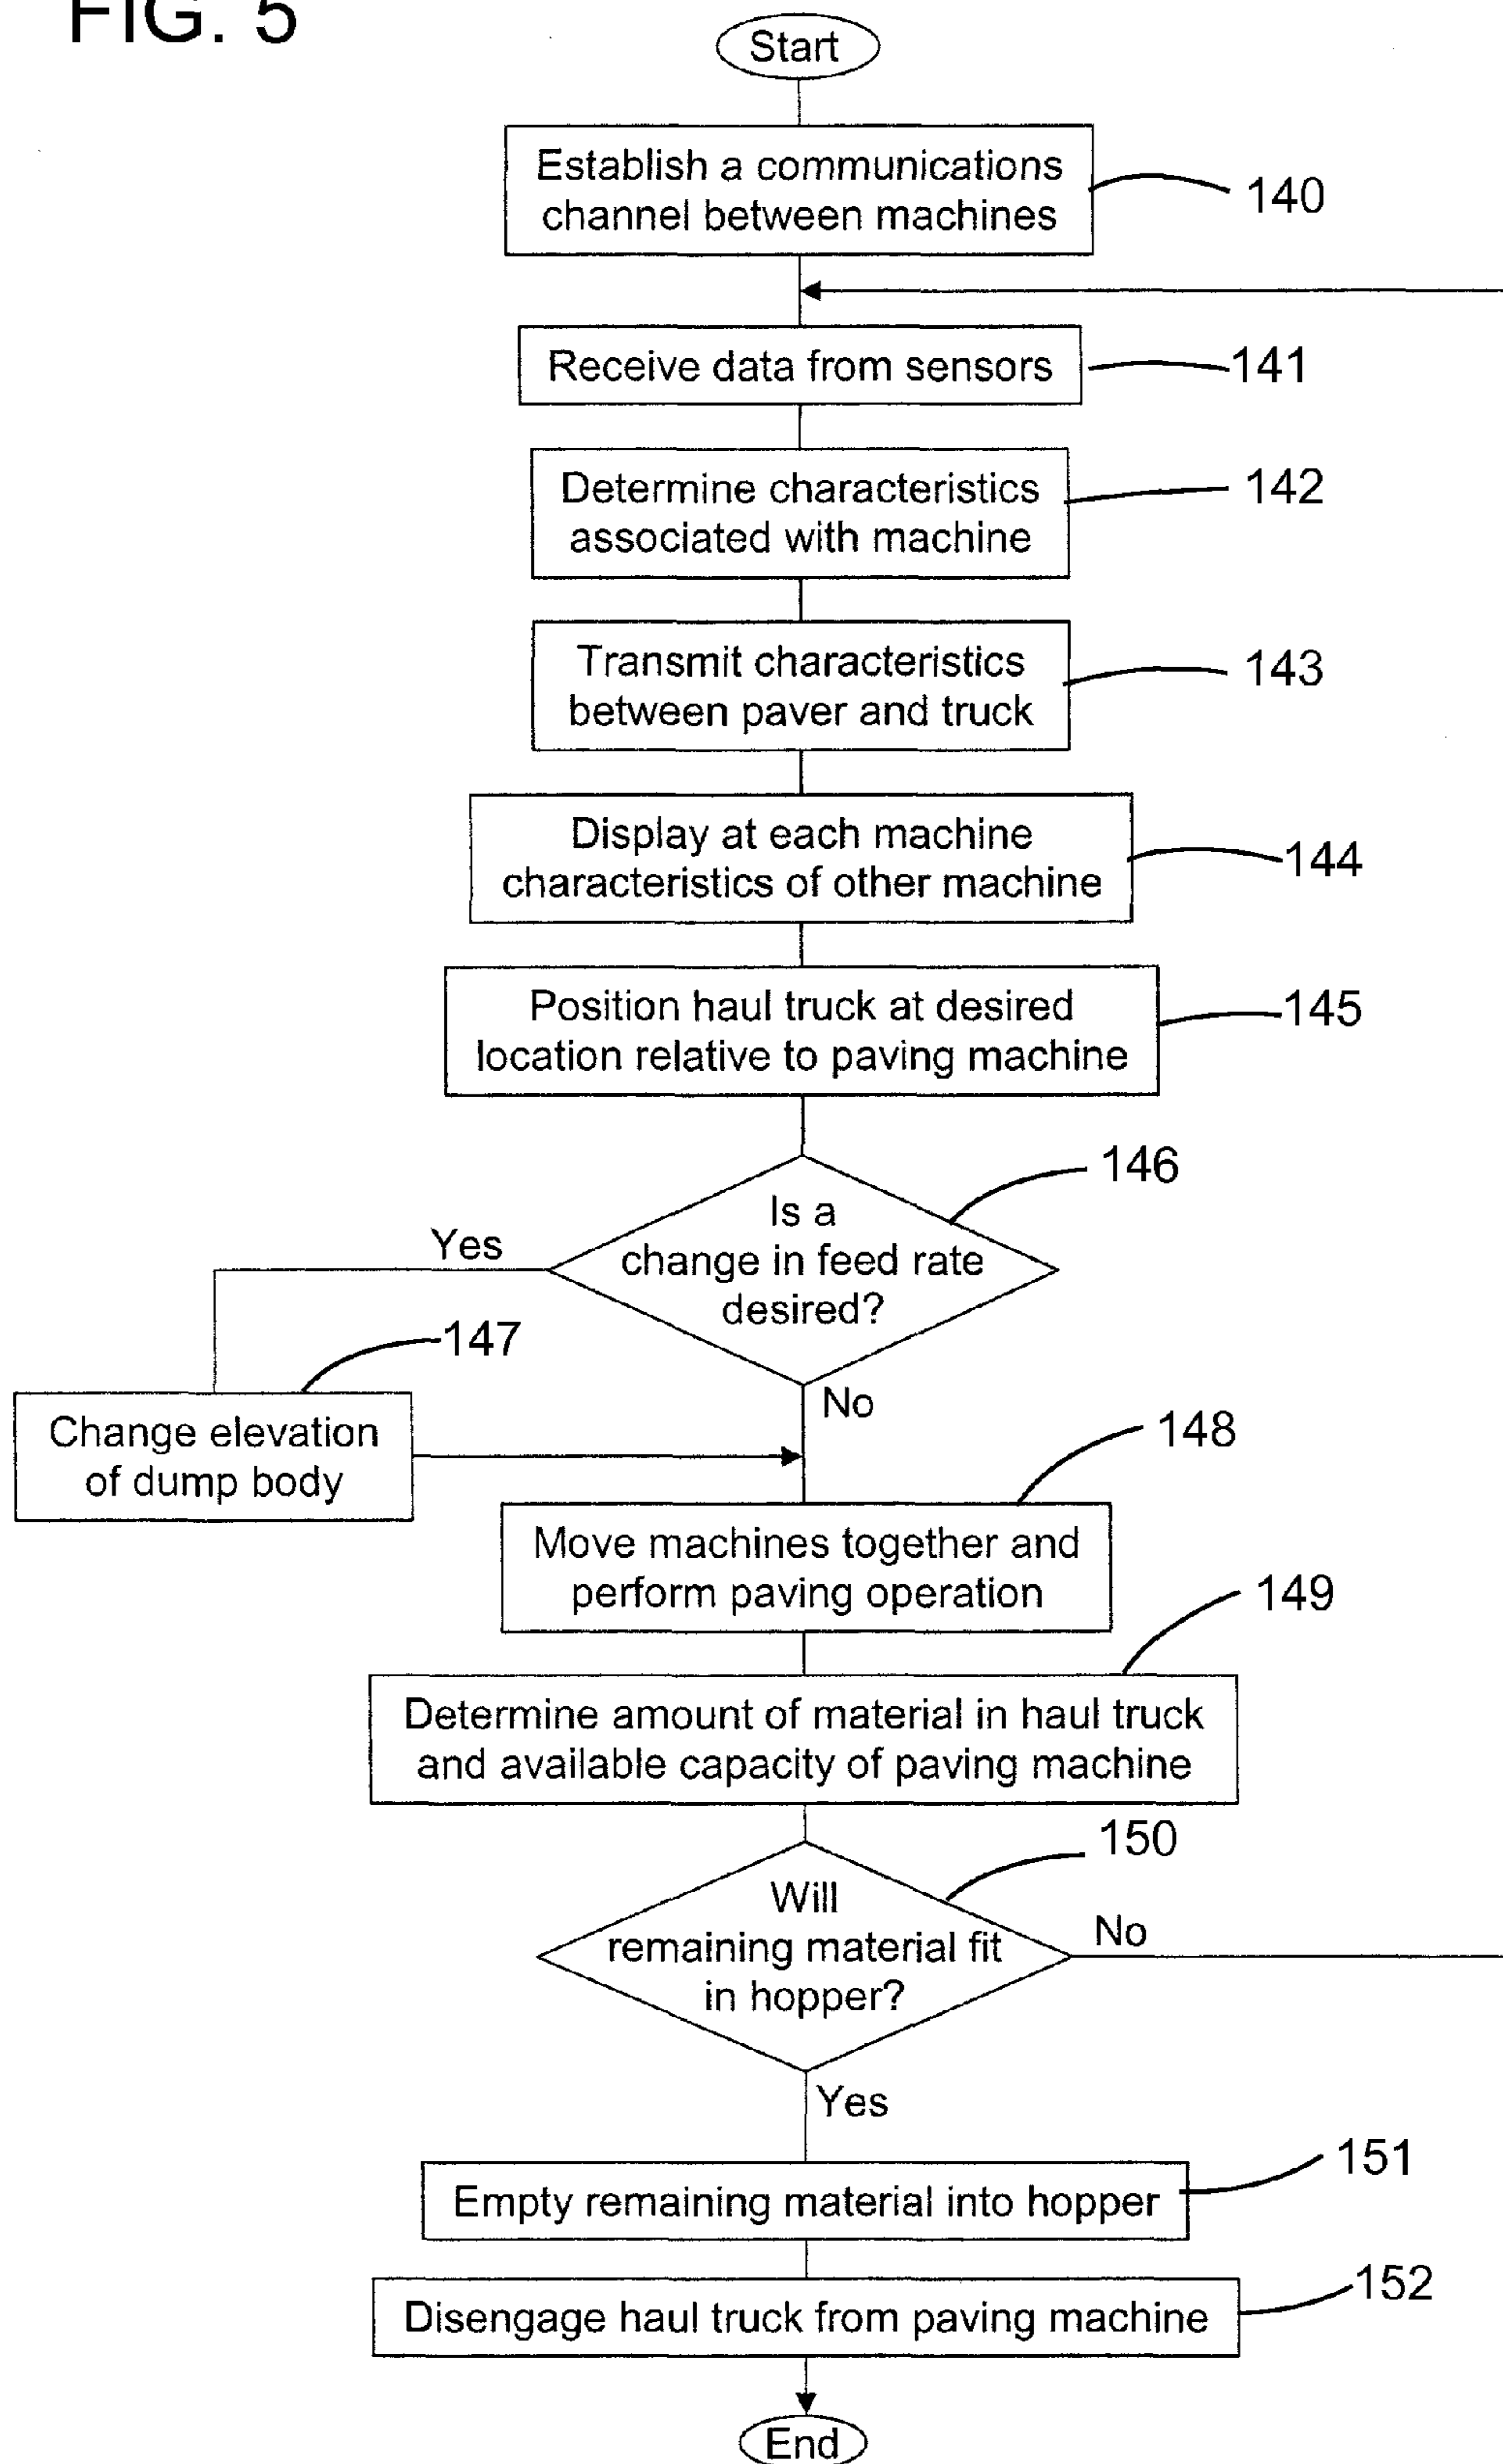 FIG. 5
Start
Establish a communications
channel between machines
140
Receive data from sensors
141
Determine characteristics
associated with machine
142
Transmit characteristics
between paver and truck
143
Display at each machine
characteristics of other machine
144
Position haul truck at desired
location relative to paving machine
145
146
Is a
change in feed rate
desired?
Yes
No
147
Change elevation
of dump body
148
Move machines together and
perform paving operation
149
Determine amount of material in haul truck
and available capacity of paving machine
150
Will
remaining material fit
in hopper?
No
Yes
151
Empty remaining material into hopper
152
Disengage haul truck from paving machine
End